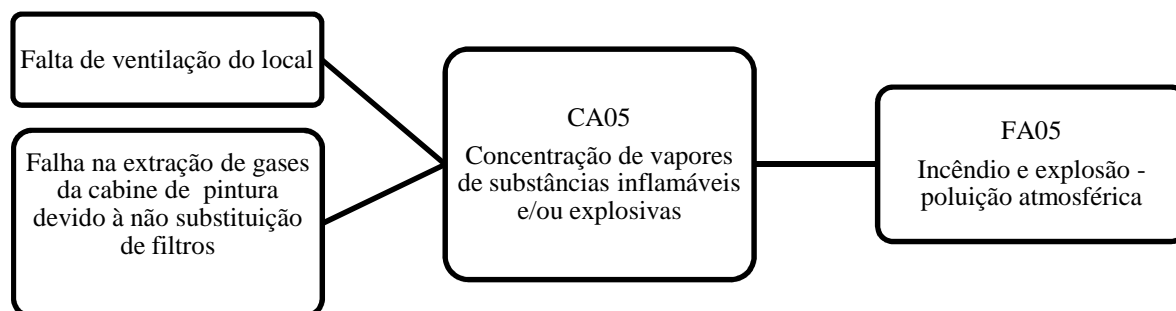 Falta de ventilação do local
Falha na extração de gases
da cabine de pintura
devido à não substituição
de filtros
CA05
Concentração de vapores
de substâncias inflamáveis
e/ou explosivas
FA05
Incêndio e explosão -
poluição atmosférica